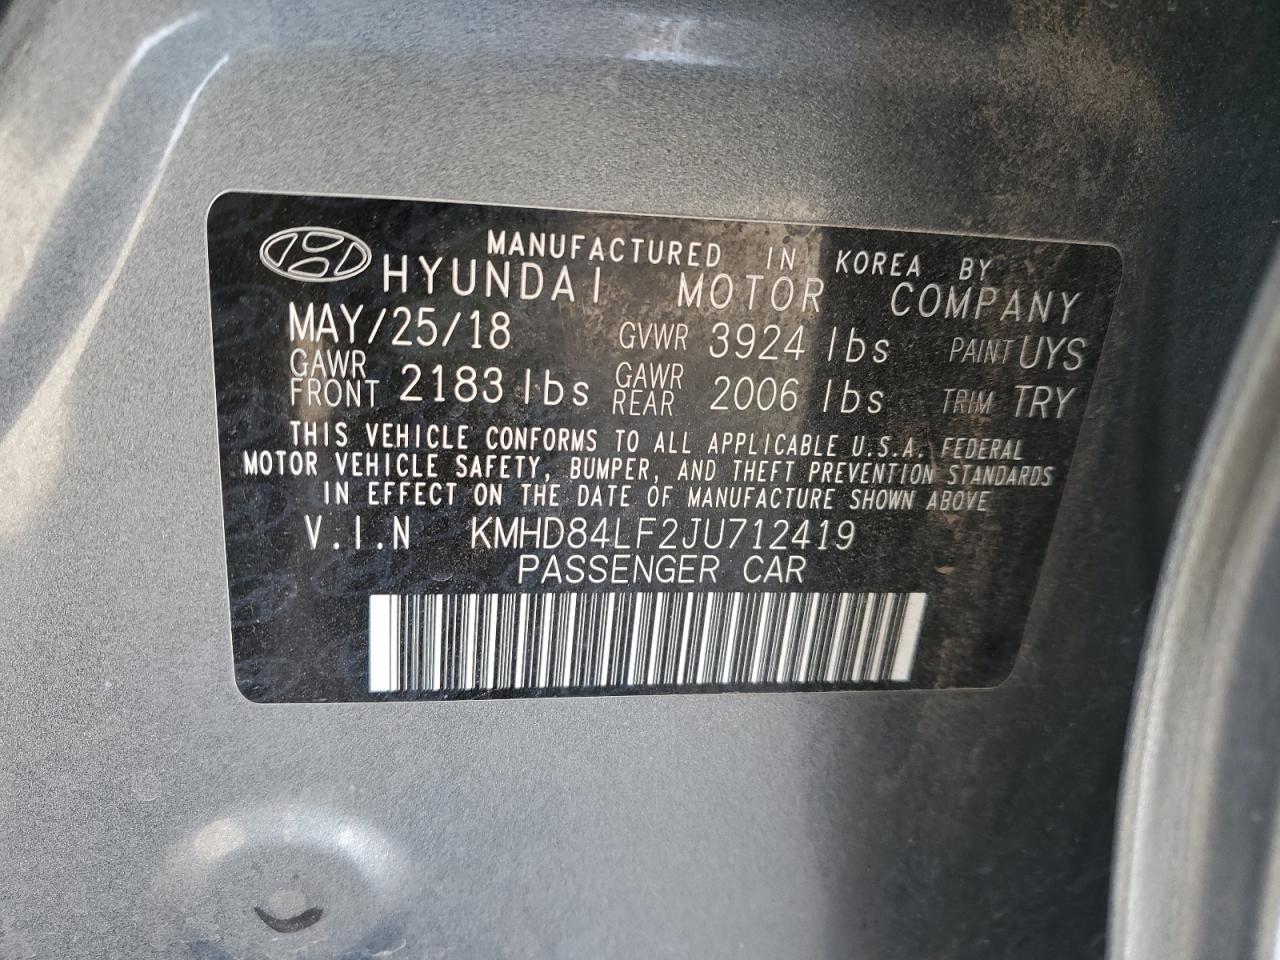 MANUFACTURED IN KOREA BY
HYUNDAI MOTOR COMPANY
MAY/25/18 GVWR 3924 lbs PAINT UYS
GAWR FRONT 2183 lbs GAWR REAR 2006 lbs TRIM TRY
THIS VEHICLE CONFORMS TO ALL APPLICABLE U.S.A. FEDERAL
MOTOR VEHICLE SAFETY, BUMPER, AND THEFT PREVENTION STANDARDS
IN EFFECT ON THE DATE OF MANUFACTURE SHOWN ABOVE
V.I.N KMHD84LF2JU712419
PASSENGER CAR